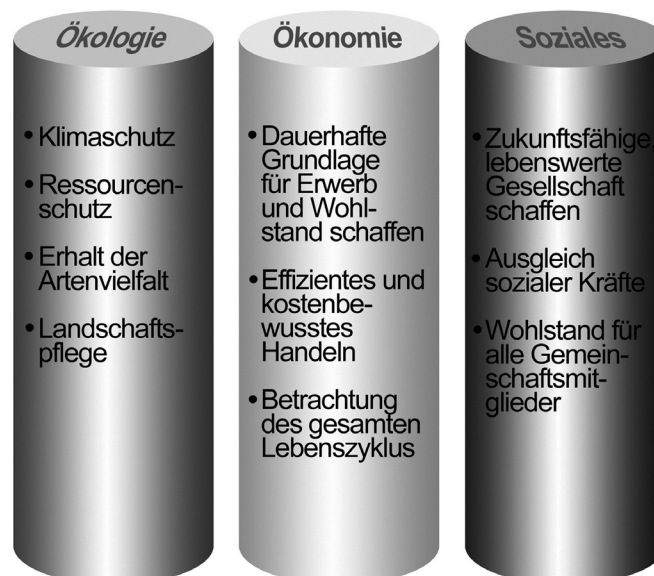 Ökologie
• Klimaschutz
• Ressourcen-
schutz
• Erhalt der
Artenvielfalt
• Landschafts-
pflege
Ökonomie
• Dauerhafte
Grundlage
für Erwerb
und Wohl-
stand schaffen
• Effizientes und
kostenbe-
wusstes
Handeln
• Betrachtung
des gesamten
Lebenszyklus
Soziales
• Zukunftsfähige,
lebenswerte
Gesellschaft
schaffen
• Ausgleich
sozialer Kräfte
• Wohlstand für
alle Gemein-
schaftsmit-
glieder